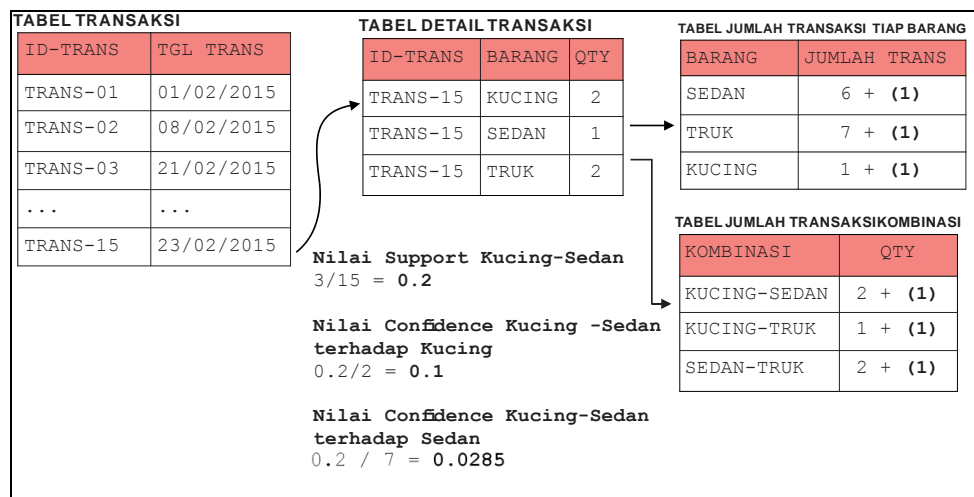 TABEL TRANSAKSI
ID-TRANS TGL TRANS
TRANS-01 01/02/2015
TRANS-02 08/02/2015
TRANS-03 21/02/2015
... ...
TRANS-15 23/02/2015
TABEL DETAIL TRANSAKSI
ID-TRANS BARANG QTY
TRANS-15 KUCING 2
TRANS-15 SEDAN 1
TRANS-15 TRUK 2
TABEL JUMLAH TRANSAKSI TIAP BARANG
BARANG JUMLAH TRANS
SEDAN 6 + (1)
TRUK 7 + (1)
KUCING 1 + (1)
TABEL JUMLAH TRANSAKSIKOMBINASI
KOMBINASI QTY
KUCING-SEDAN 2 + (1)
KUCING-TRUK 1 + (1)
SEDAN-TRUK 2 + (1)
Nilai Support Kucing-Sedan
3/15 = 0.2
Nilai Confidence Kucing -Sedan
terhadap Kucing
0.2/2 = 0.1
Nilai Confidence Kucing-Sedan
terhadap Sedan
0.2 / 7 = 0.0285